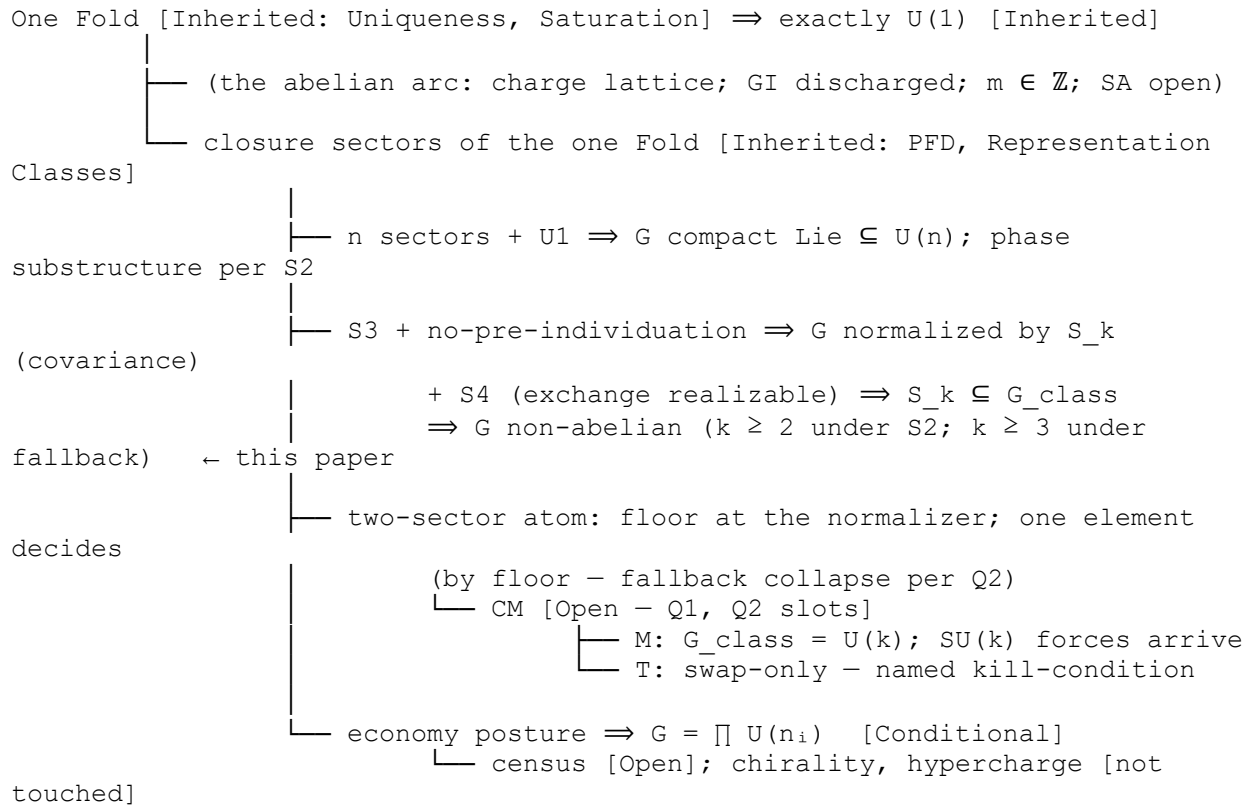 One Fold [Inherited: Uniqueness, Saturation] ⟹ exactly U(1) [Inherited]
│
├── (the abelian arc: charge lattice; GI discharged; m ∈ ℤ; SA open)
│
└── closure sectors of the one Fold [Inherited: PFD, Representation
Classes]
│
├── n sectors + U1 ⟹ G compact Lie ⊆ U(n); phase
substructure per S2
│
├── S3 + no-pre-individuation ⟹ G normalized by S_k
(covariance)
│ + S4 (exchange realizable) ⟹ S_k ⊆ G_class
│ ⟹ G non-abelian (k ≥ 2 under S2; k ≥ 3 under
fallback) ← this paper
│
├── two-sector atom: floor at the normalizer; one element
decides
│ (by floor — fallback collapse per Q2)
│ └── CM [Open — Q1, Q2 slots]
│ ├── M: G_class = U(k); SU(k) forces arrive
│ └── T: swap-only — named kill-condition
│
└── economy posture ⟹ G = ∏ U(nᵢ) [Conditional]
└── census [Open]; chirality, hypercharge [not
touched]